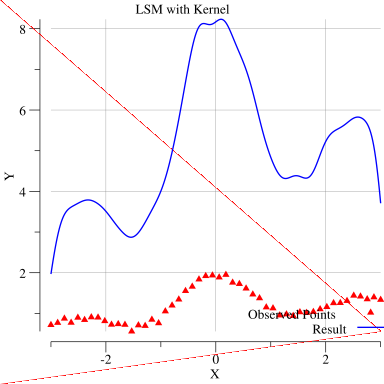 LSM with Kernel
8
6
4
2
Y
Observed Points
Result
-2
0
2
X